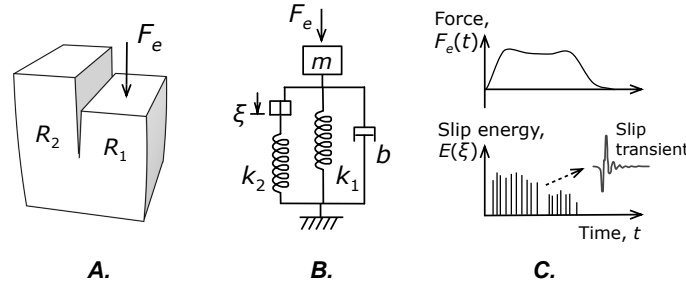 F_e
R_2
R_1
A.
F_e
m
ξ
b
k_2
k_1
B.
Force,
F_e(t)
Slip energy,
E(ξ)
Slip
transient
Time, t
C.